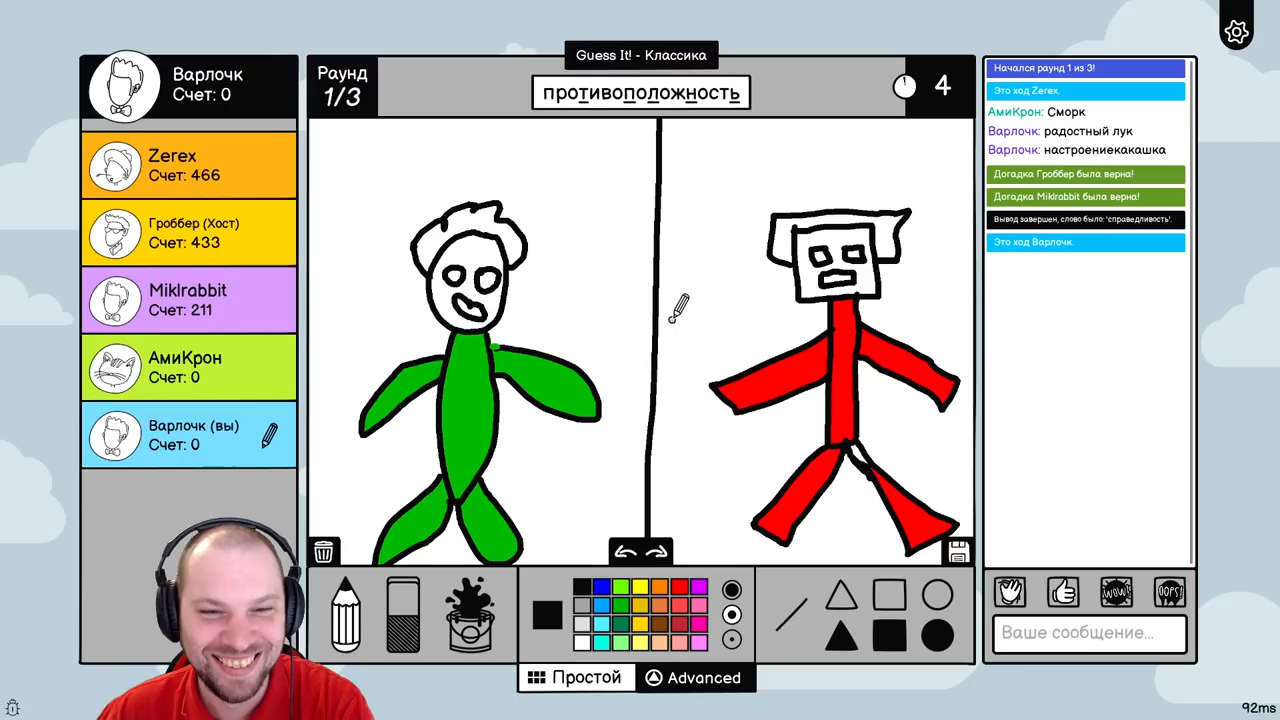 Guess It! - Классика
Варлочк
Счет: 0
Раунд
1/3
противоположность
4
Zerex
Счет: 466
Гроббер (Хост)
Счет: 433
Miklrabbit
Счет: 211
АмиКрон
Счет: 0
Варлочк (вы)
Счет: 0
Начался раунд 1 из 3!
Это ход Zerex.
АмиКрон: Сморк
Варлочк: радостный лук
Варлочк: настроениекакашка
Догадка Гроббер была верна!
Догадка Miklrabbit была верна!
Вывод завершен, слово было: 'справедливость'.
Это ход Варлочк.
WOW!
OOPS!
Ваше сообщение...
Простой
Advanced
92ms